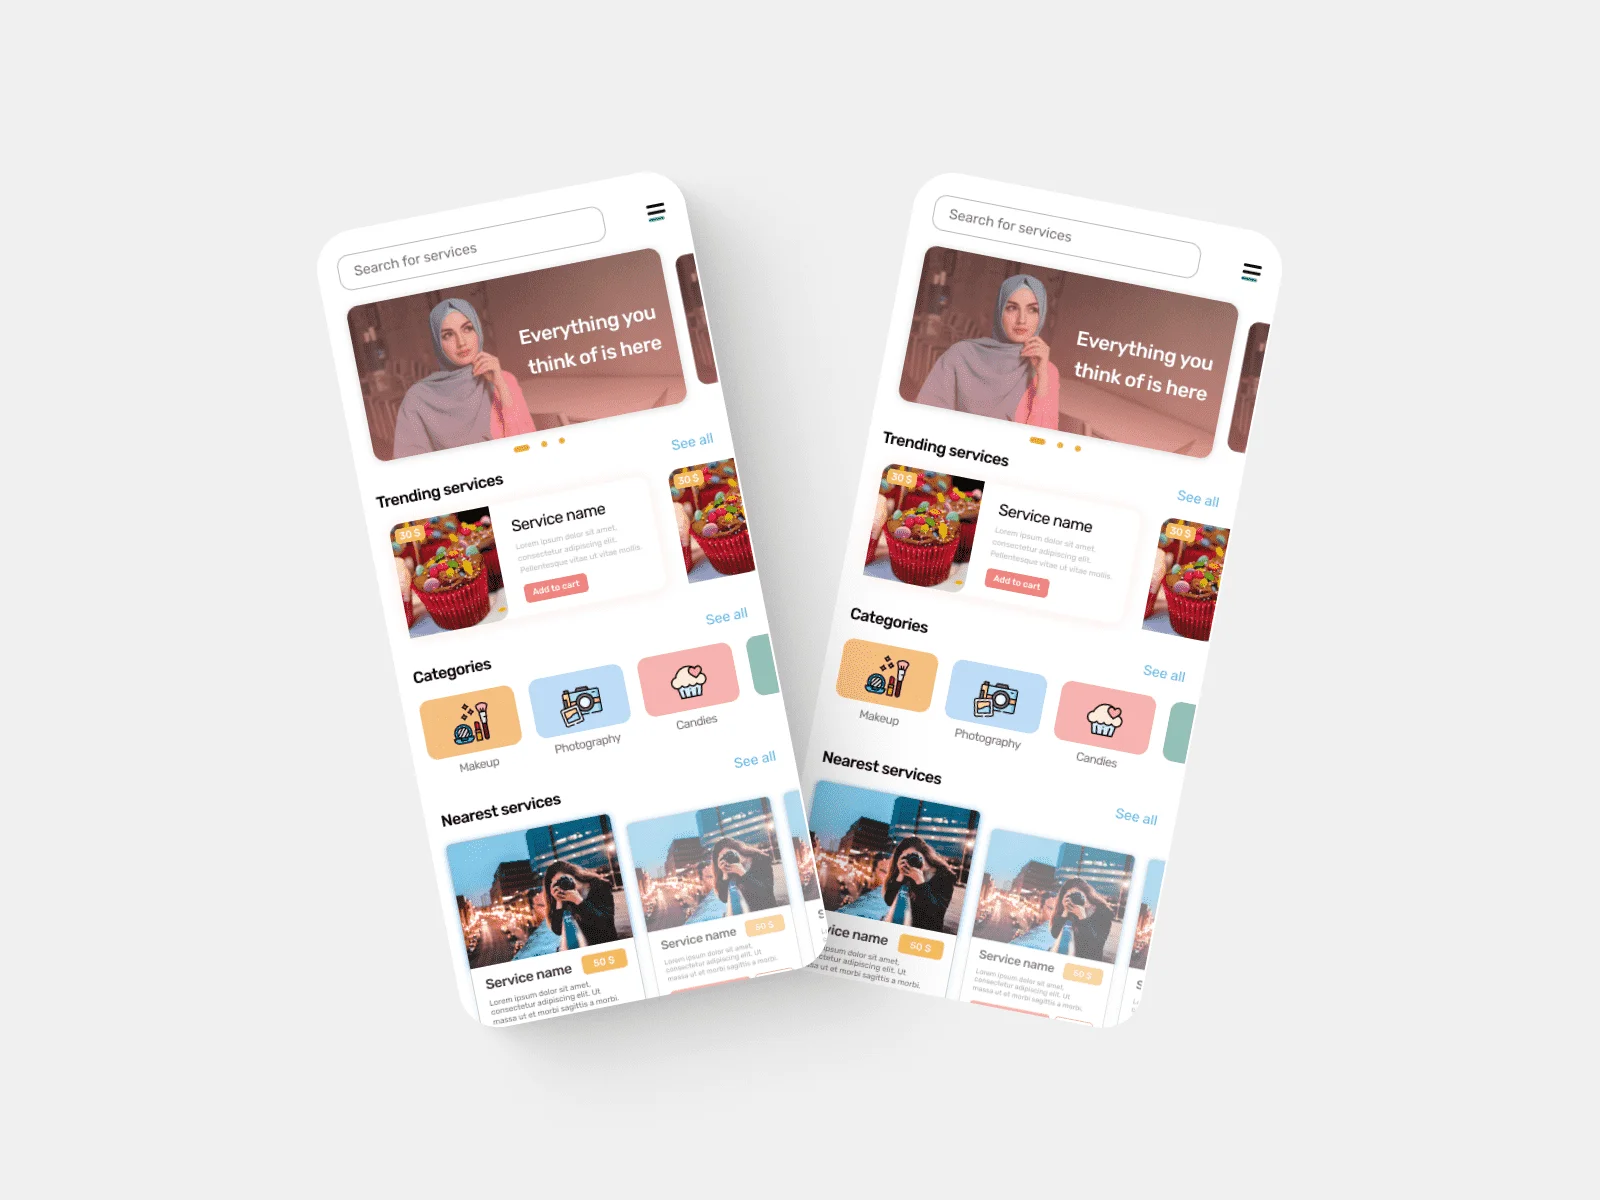 Search for services
Everything you
think of is here
See all
Trending services
30 $
Service name
Lorem ipsum dolor sit amet,
consectetur adipiscing elit.
Pellentesque vitae ut vitae mollis.
Add to cart
30 $
See all
Categories
Makeup
Photography
Candies
See all
Nearest services
Service name
50 $
Lorem ipsum dolor sit amet,
consectetur adipiscing elit. Ut
massa ut et morbi sagittis a morbi.
Service name
50 $
Lorem ipsum dolor sit amet,
consectetur adipiscing elit. Ut
massa ut et morbi sagittis a morbi.
S
L
Search for services
Everything you
think of is here
Trending services
See all
30 $
Service name
Lorem ipsum dolor sit amet,
consectetur adipiscing elit.
Pellentesque vitae ut vitae mollis.
Add to cart
30 $
Categories
See all
Makeup
Photography
Candies
Nearest services
See all
vice name
50 $
um dolor sit amet,
ur adipiscing elit. Ut
a ut et morbi sagittis a morbi.
Service name
50 $
Lorem ipsum dolor sit amet,
consectetur adipiscing elit. Ut
massa ut et morbi sagittis a morbi.
S